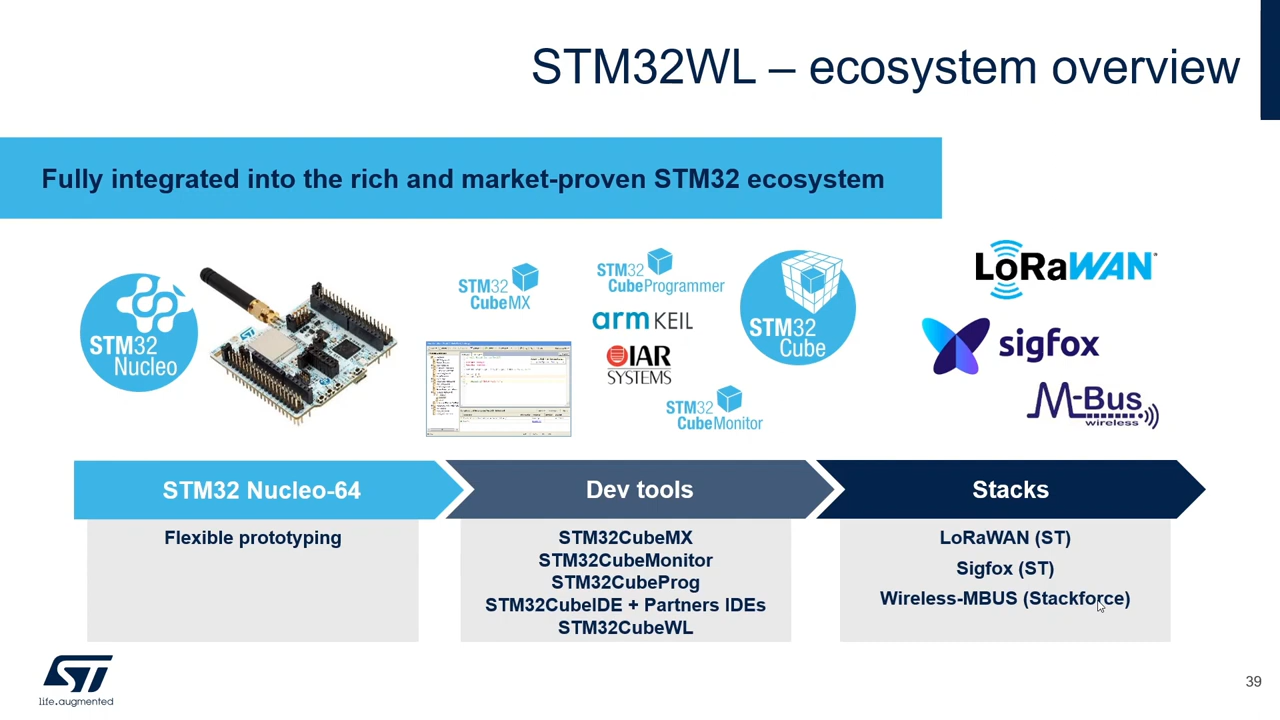 STM32WL – ecosystem overview
Fully integrated into the rich and market-proven STM32 ecosystem
STM32
Nucleo
STM32
CubeMX
STM32
CubeProgrammer
arm KEIL
IAR
SYSTEMS
STM32
CubeMonitor
STM32
Cube
LoRaWAN
sigfox
M-Bus
wireless
STM32 Nucleo-64
Flexible prototyping
Dev tools
STM32CubeMX
STM32CubeMonitor
STM32CubeProg
STM32CubeIDE + Partners IDEs
STM32CubeWL
Stacks
LoRaWAN (ST)
Sigfox (ST)
Wireless-MBUS (Stackforce)
ST
life.augmented
39